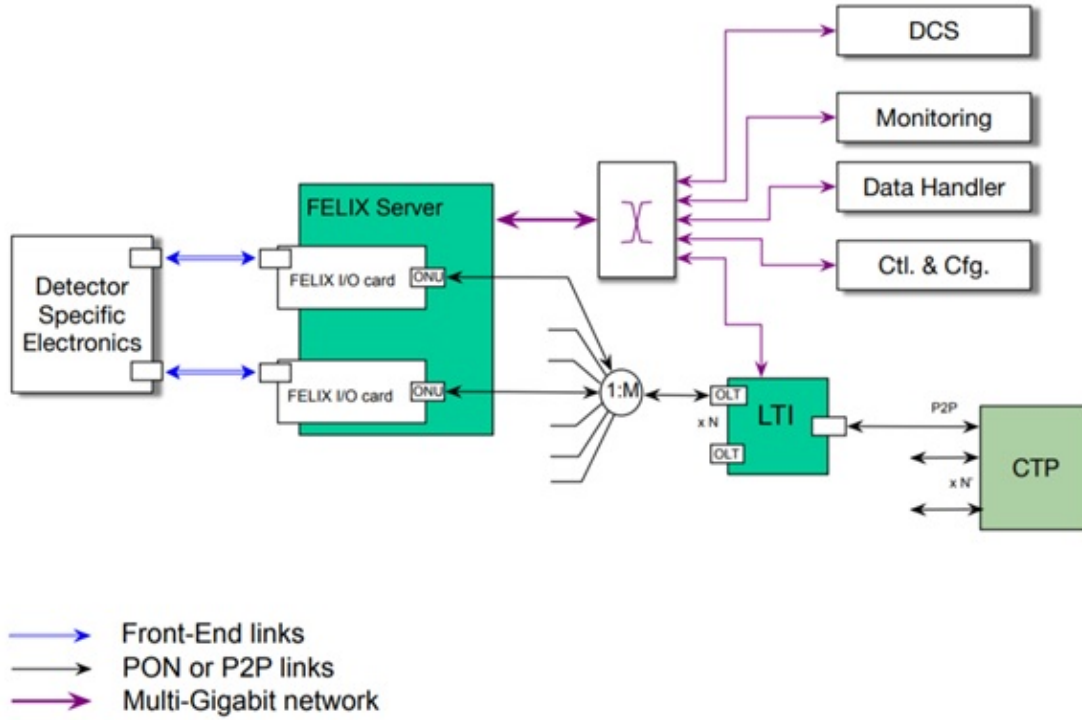 DCS
Monitoring
Data Handler
Ctl. & Cfg.
FELIX Server
FELIX I/O card
ONU
FELIX I/O card
ONU
Detector
Specific
Electronics
1:M
OLT
x N
OLT
LTI
P2P
x N'
CTP
Front-End links
PON or P2P links
Multi-Gigabit network